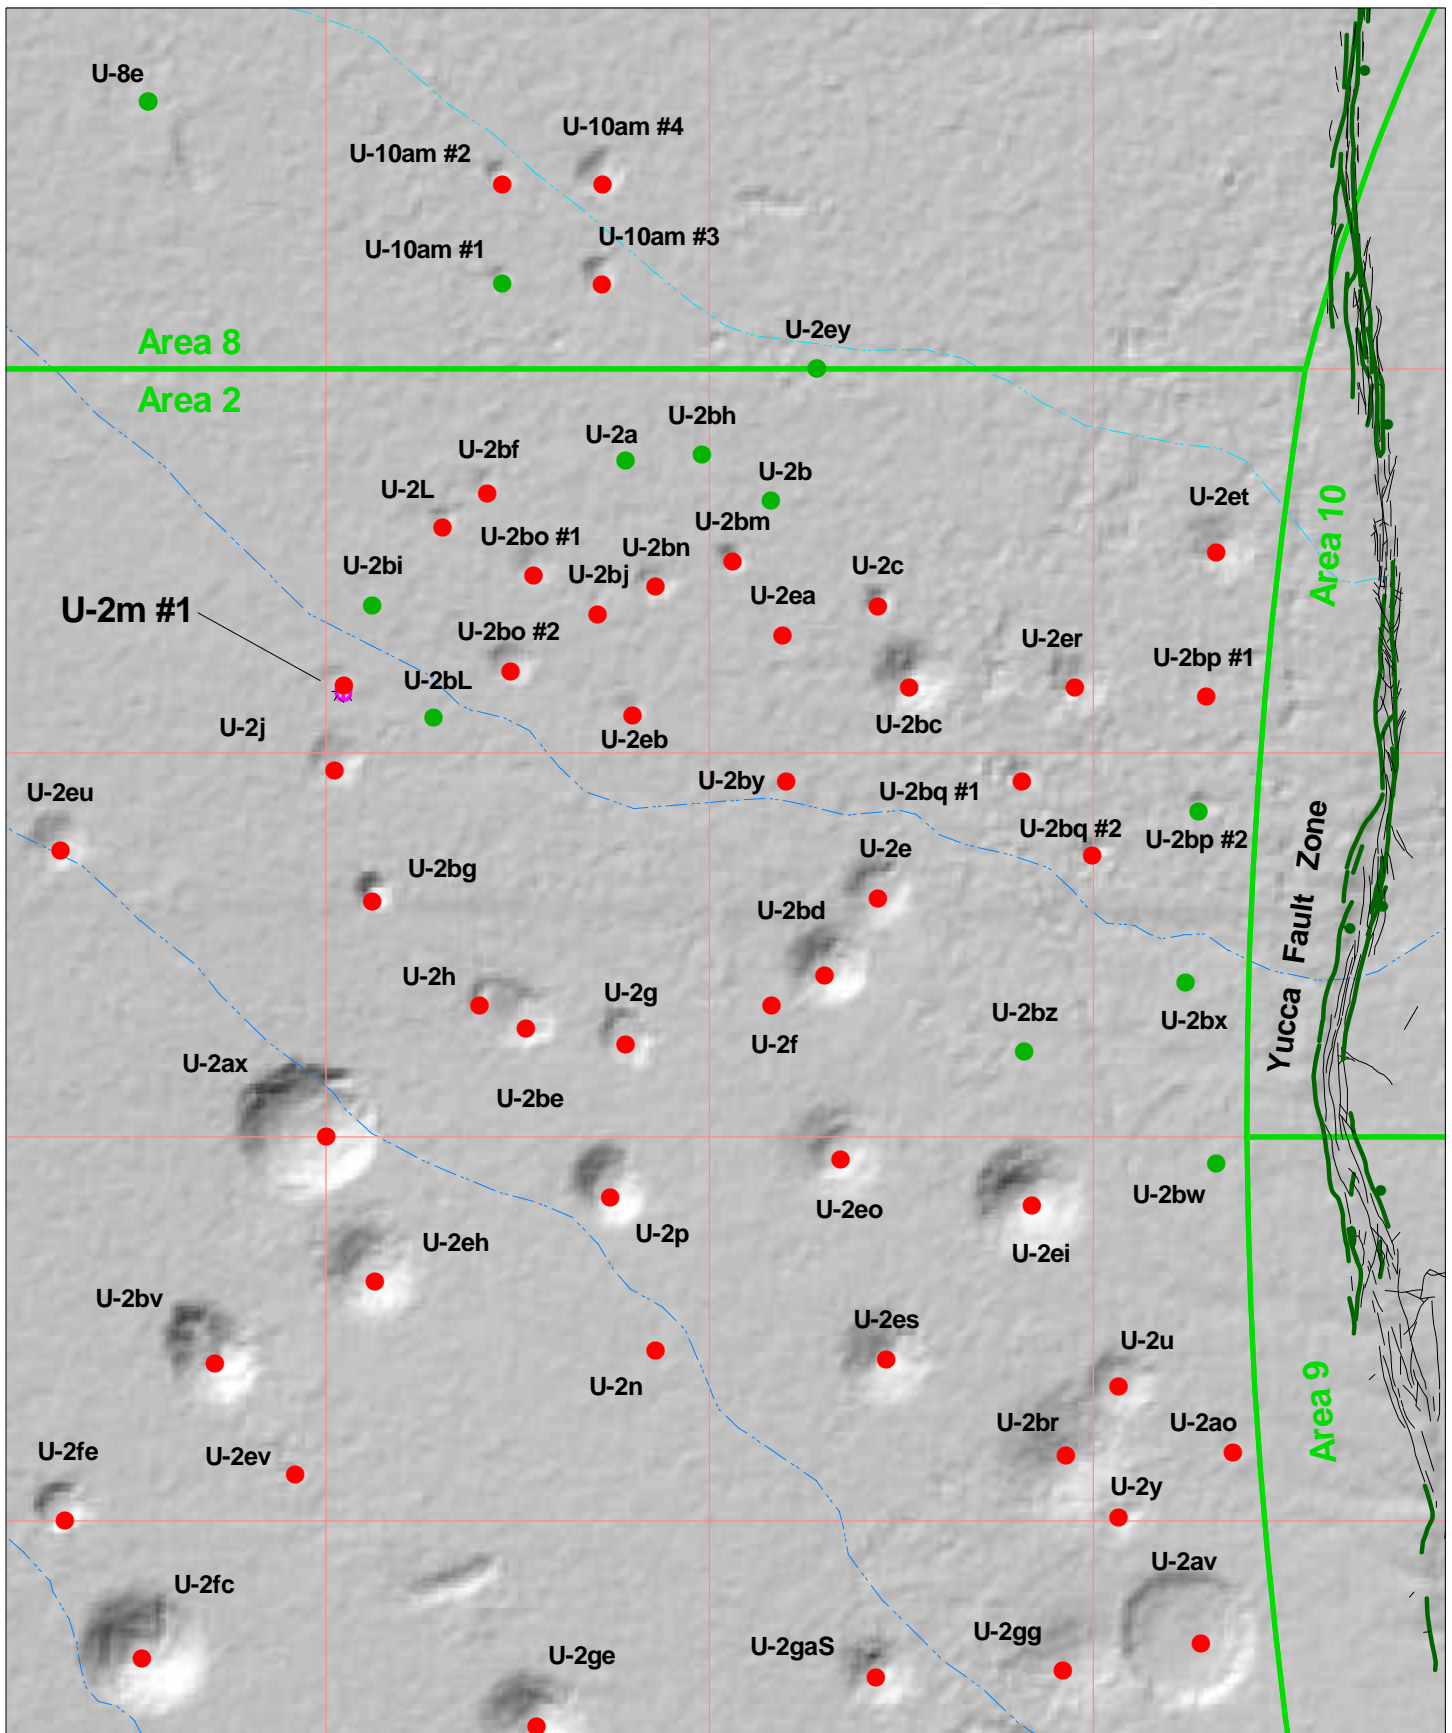 U-8e
U-10am #4
U-10am #2
U-10am #3
U-10am #1
U-2ey
Area 8
Area 2
U-2bh
U-2a
U-2bf
U-2b
U-2L
U-2et
U-2bm
U-2bo #1
U-2bn
Area 10
U-2bi
U-2bj
U-2c
U-2m #1
U-2ea
U-2bo #2
U-2er
U-2bp #1
U-2bL
U-2j
U-2bc
U-2eb
U-2eu
U-2by
U-2bq #1
U-2bq #2
U-2bp #2
U-2e
U-2bg
U-2bd
Yucca Fault Zone
U-2h
U-2g
U-2bz
U-2bx
U-2f
U-2ax
U-2be
U-2bw
U-2eo
U-2p
U-2eh
U-2ei
U-2bv
U-2es
U-2u
U-2n
Area 9
U-2br
U-2ao
U-2fe
U-2ev
U-2y
U-2av
U-2fc
U-2gg
U-2gaS
U-2ge